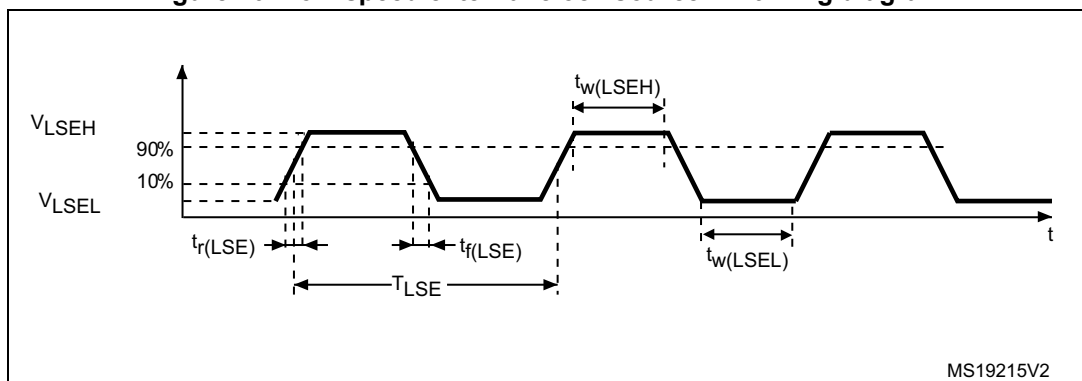 tw(LSEH)
VLSEH
90%
10%
VLSEL
tr(LSE)
tf(LSE)
TLSE
tw(LSEL)
t
MS19215V2